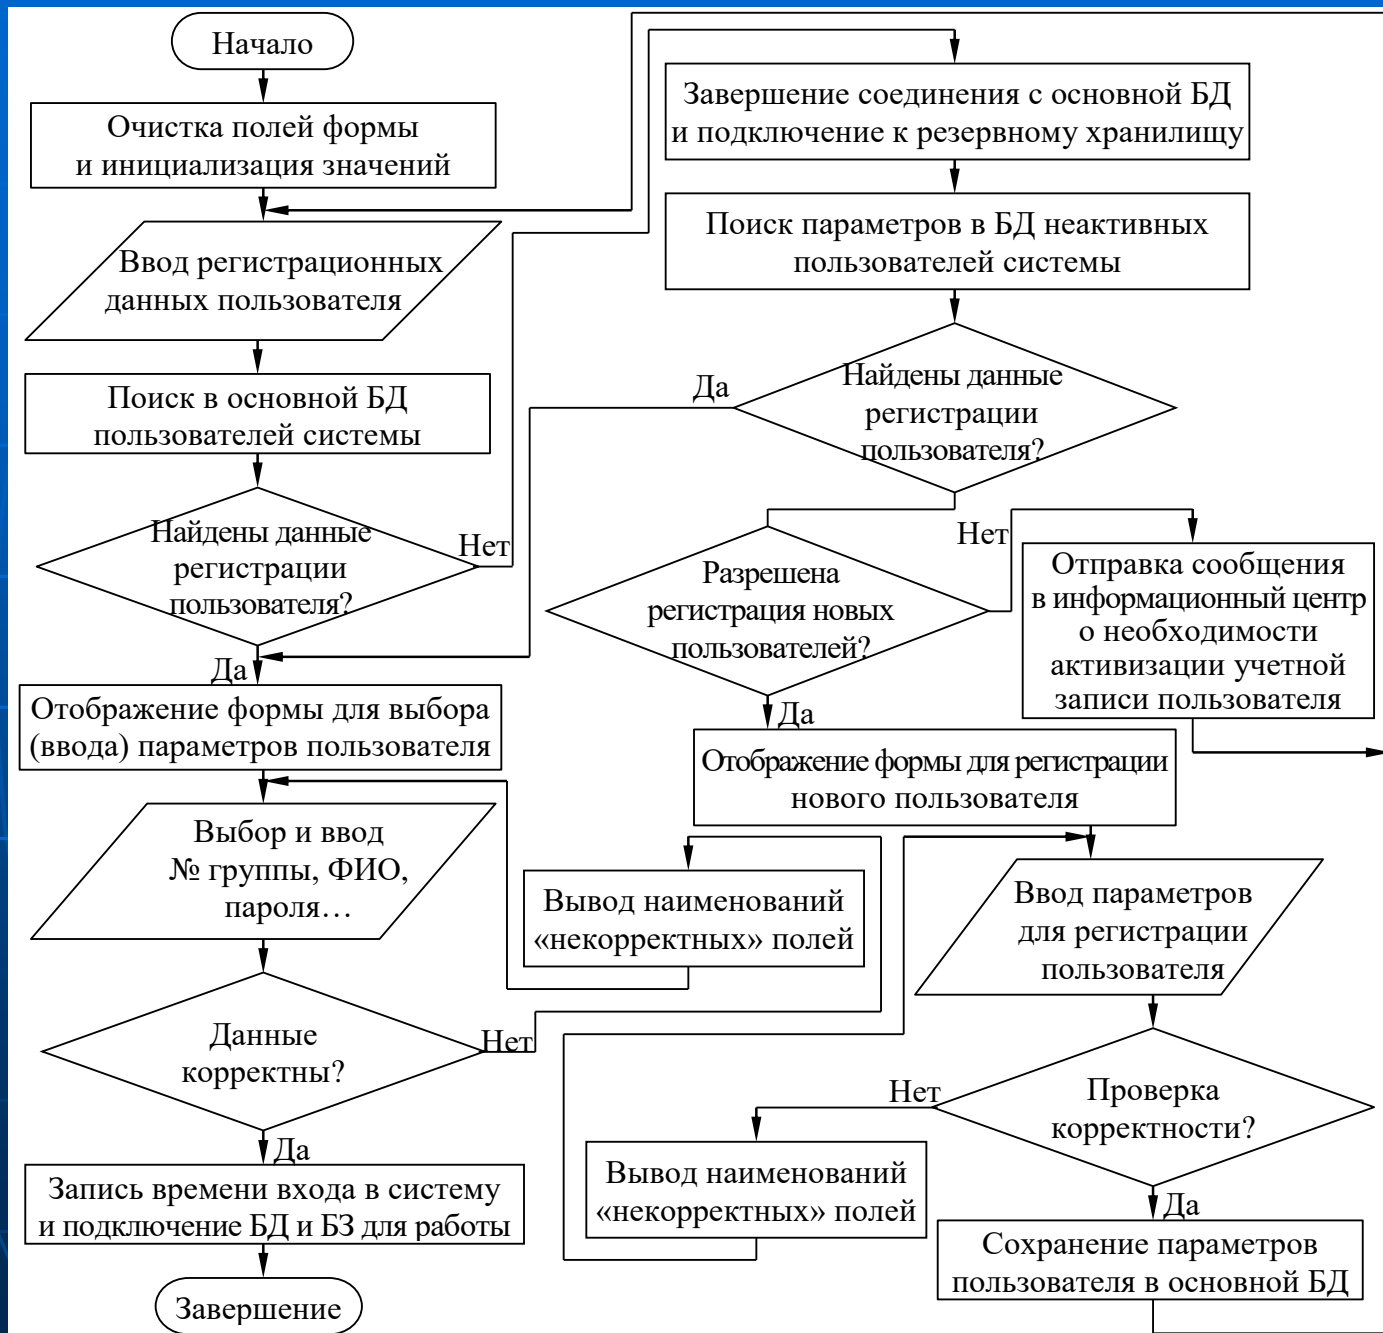 Начало
Очистка полей формы
и инициализация значений
Ввод регистрационных
данных пользователя
Поиск в основной БД
пользователей системы
Найдены данные
регистрации
пользователя?
Нет
Да
Отображение формы для выбора
(ввода) параметров пользователя
Выбор и ввод
№ группы, ФИО,
пароля…
Данные
корректны?
Нет
Да
Запись времени входа в систему
и подключение БД и БЗ для работы
Завершение
Завершение соединения с основной БД
и подключение к резервному хранилищу
Поиск параметров в БД неактивных
пользователей системы
Найдены данные
регистрации
пользователя?
Да
Разрешена
регистрация новых
пользователей?
Нет
Отправка сообщения
в информационный центр
о необходимости
активизации учетной
записи пользователя
Да
Отображение формы для регистрации
нового пользователя
Вывод наименований
«некорректных» полей
Ввод параметров
для регистрации
пользователя
Проверка
корректности?
Нет
Вывод наименований
«некорректных» полей
Да
Сохранение параметров
пользователя в основной БД